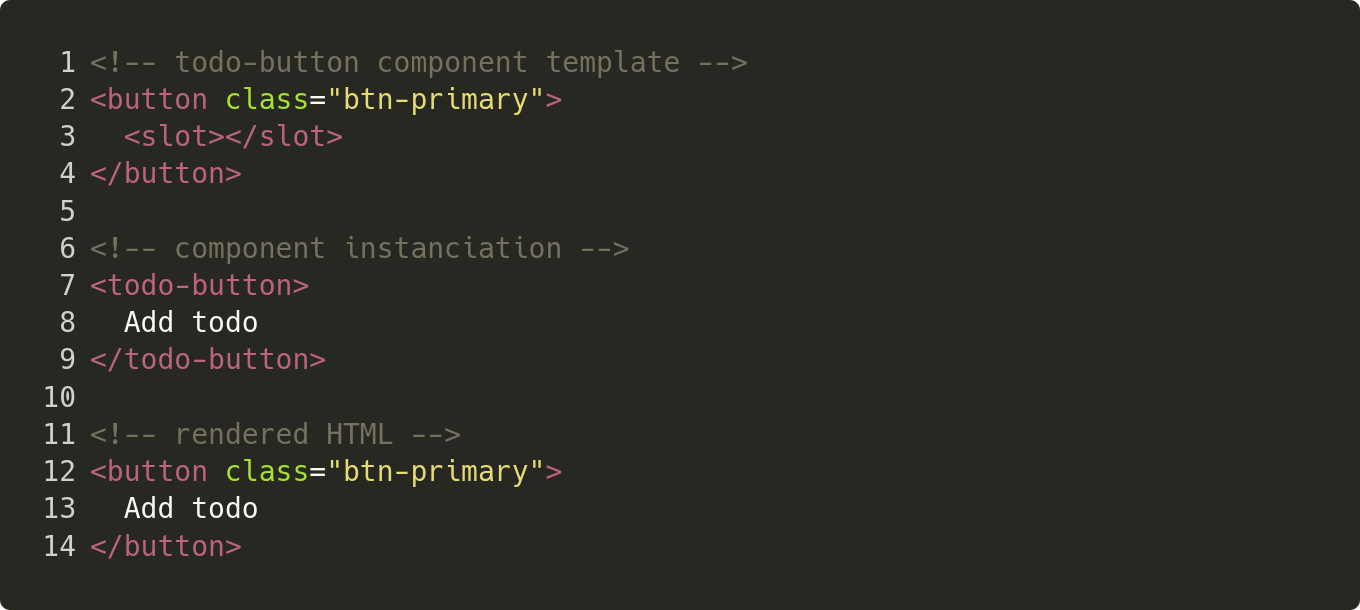 1 <!-- todo-button component template -->
2 <button class="btn-primary">
3   <slot></slot>
4 </button>
5
6 <!-- component instanciation -->
7 <todo-button>
8   Add todo
9 </todo-button>
10
11 <!-- rendered HTML -->
12 <button class="btn-primary">
13   Add todo
14 </button>